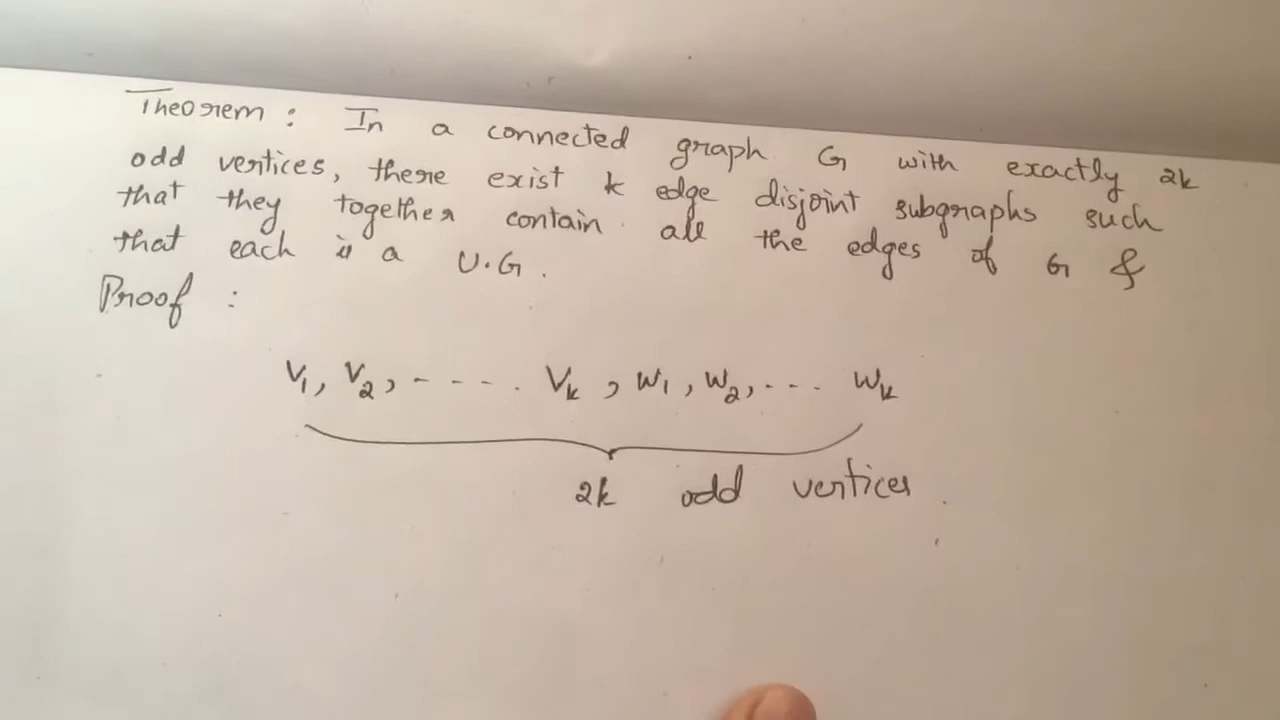 Theorem : In a connected graph G with exactly 2k
odd vertices, there exist k edge disjoint subgraphs such
that they together contain all the edges of G &
that each is a U.G.
Proof :
V1, V2, - - - - . Vk , W1, W2, - - - . Wk
2k odd vertices